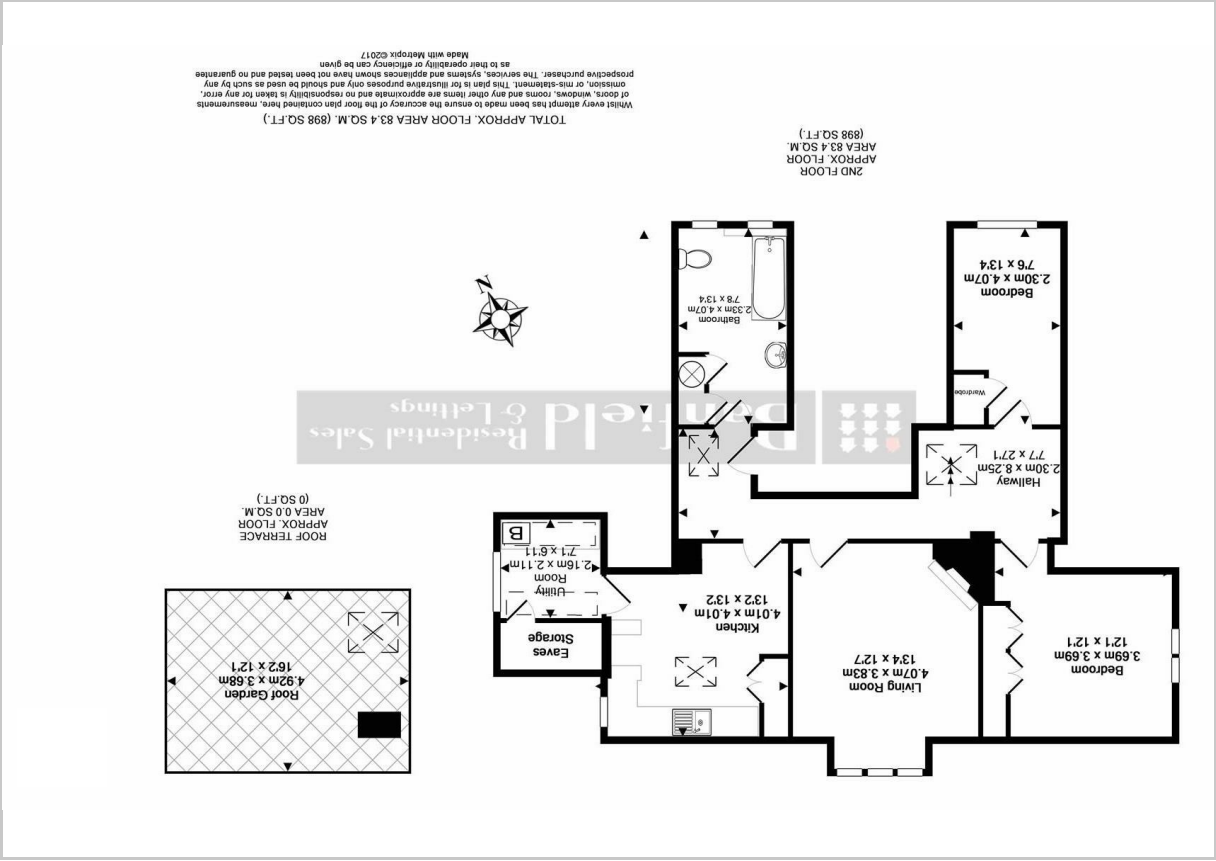 Bedroom
3.69m x 3.69m
12'1 x 12'1
Living Room
4.07m x 3.83m
13'4 x 12'7
Kitchen
4.01m x 4.01m
13'2 x 13'2
Eaves
Storage
Utility
Room
2.16m x 2.11m
7'1 x 6'11
B
Roof Garden
4.92m x 3.68m
16'2 x 12'1
ROOF TERRACE
APPROX. FLOOR
AREA 0.0 SQ.M.
(0 SQ.FT.)
Hallway
2.30m x 8.25m
7'7 x 27'1
Residential Sales
& Lettings
Wardrobe
Bedroom
2.30m x 4.07m
7'6 x 13'4
Bathroom
2.33m x 4.07m
7'8 x 13'4
N
2ND FLOOR
APPROX. FLOOR
AREA 83.4 SQ.M.
(898 SQ.FT.)
TOTAL APPROX. FLOOR AREA 83.4 SQ.M. (898 SQ.FT.)
Whilst every attempt has been made to ensure the accuracy of the floor plan contained here, measurements
of doors, windows, rooms and any other items are approximate and no responsibility is taken for any error,
omission, or mis-statement. This plan is for illustrative purposes only and should be used as such by any
prospective purchaser. The services, systems and appliances shown have not been tested and no guarantee
as to their operability or efficiency can be given
Made with Metropix ©2017